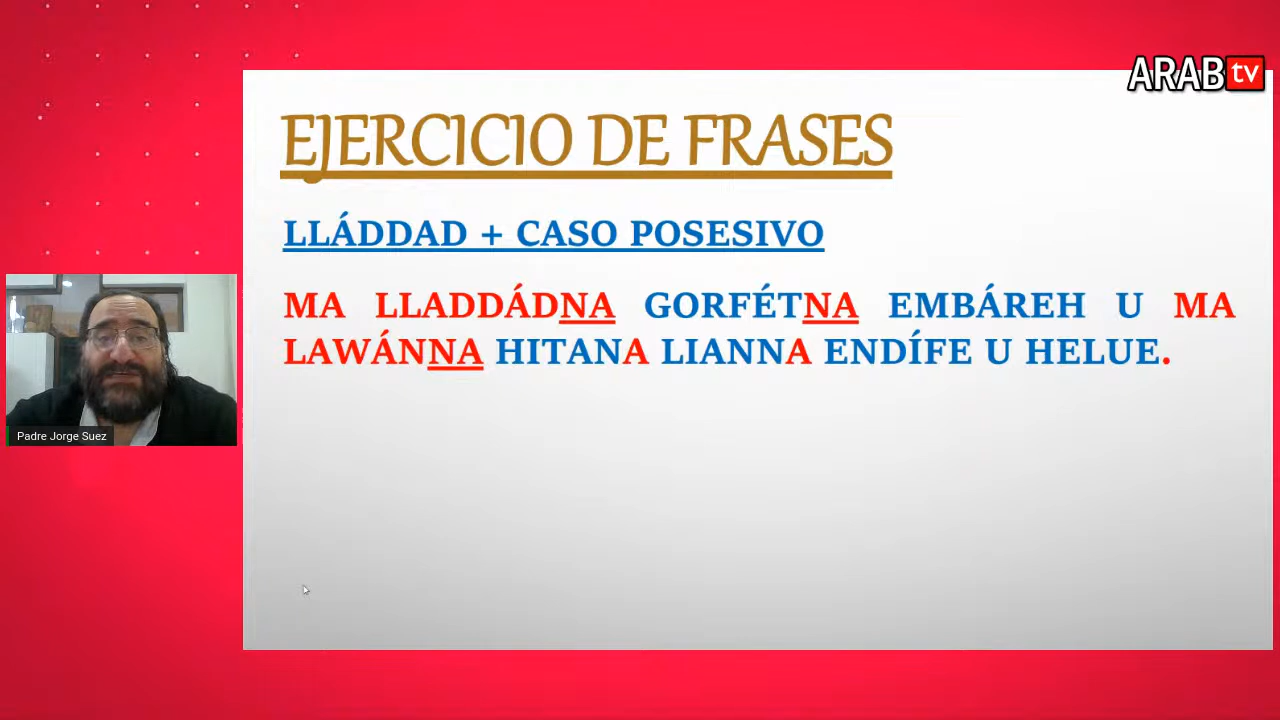 ARAB tv
EJERCICIO DE FRASES
LLÁDDAD + CASO POSESIVO
MA LLADDÁDNA GORFÉTNA EMBÁREH U MA
LAWÁNNA HITANA LIANNA ENDÍFE U HELUE.
Padre Jorge Suez